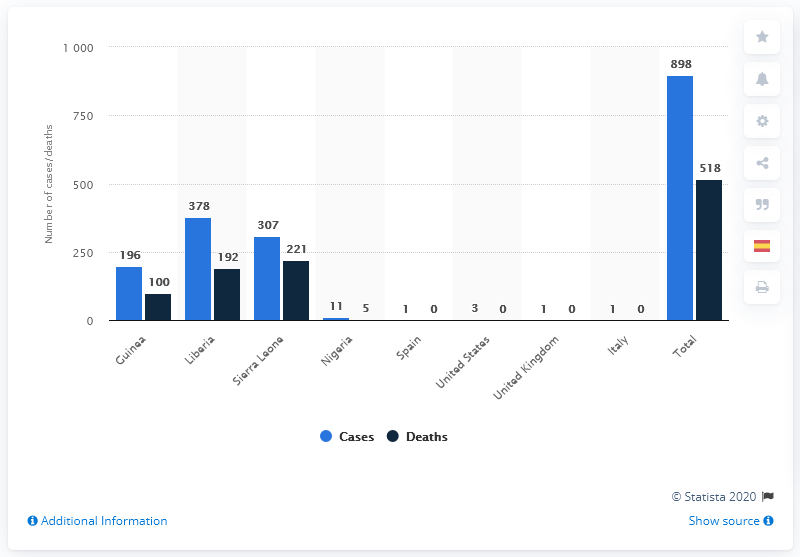 Number of cases/deaths
1 000
750
500
250
0
196
100
378
192
307
221
11
5
1
0
3
0
1
0
1
0
898
518
Guinea
Liberia
Sierra Leone
Nigeria
Spain
United States
United Kingdom
Italy
Total
Cases Deaths
© Statista 2020
Additional Information
Show source